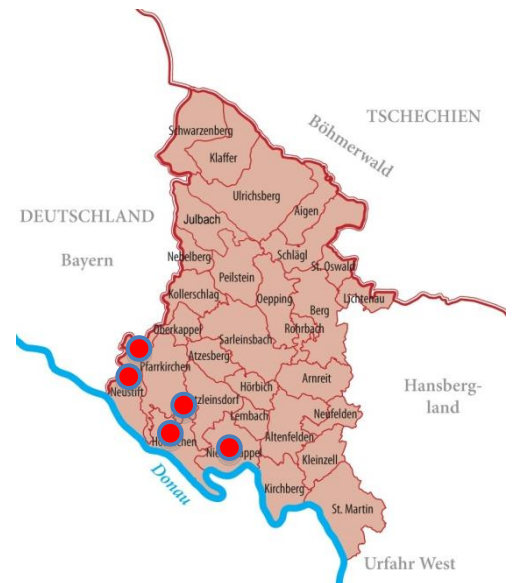 TSCHECHIEN
Böhmerwald
Schwarzenberg
Klaffer
Ulrichsberg
Aigen
DEUTSCHLAND
Julbach
Bayern
Nebelberg
Schlägl
St. Oswald
Peilstein
Kollerschlag
Oepping
Lichtenau
Berg
Oberkappel
Rohrbach
Sarleinsbach
Atzesberg
Pfarrkirchen
Arnreit
Hörbich
Neustift
Hansberg-
land
Lembach
Neufelden
Altenfelden
Kleinzell
Donau
Kirchberg
St. Martin
Urfahr West